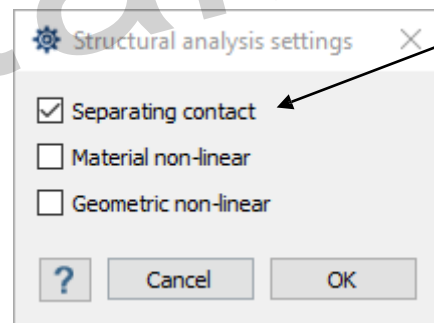 Structural analysis settings
Separating contact
Material non-linear
Geometric non-linear
? Cancel OK